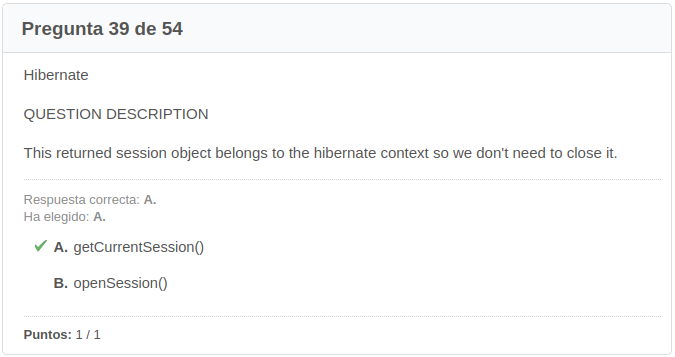 Pregunta 39 de 54
Hibernate
QUESTION DESCRIPTION
This returned session object belongs to the hibernate context so we don't need to close it.
Respuesta correcta: A.
Ha elegido: A.
A. getCurrentSession()
B. openSession()
Puntos: 1 / 1